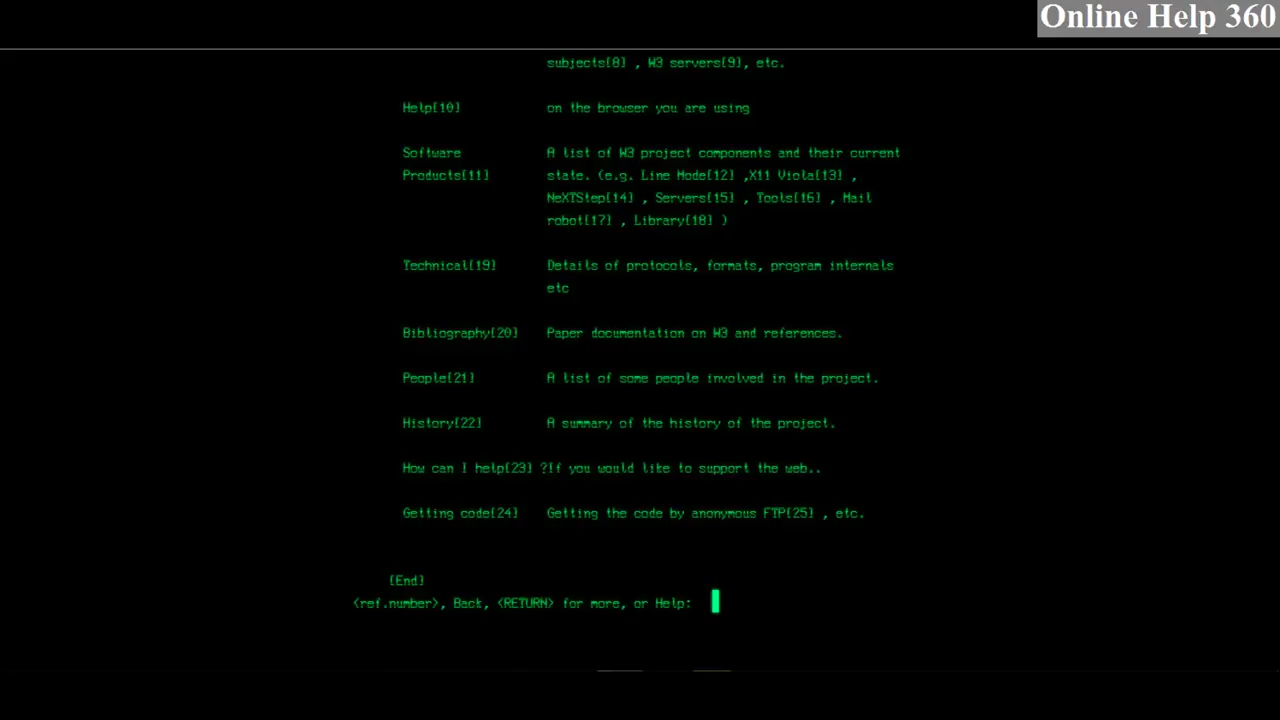 Online Help 360
subjects[8] , W3 servers[9], etc.
Help[10] on the browser you are using
Software A list of W3 project components and their current
Products[11] state. (e.g. Line Mode[12] ,X11 Viola[13] ,
NeXTStep[14] , Servers[15] , Tools[16] , Mail
robot[17] , Library[18] )
Technical[19] Details of protocols, formats, program internals
etc
Bibliography[20] Paper documentation on W3 and references.
People[21] A list of some people involved in the project.
History[22] A summary of the history of the project.
How can I help[23] ?If you would like to support the web..
Getting code[24] Getting the code by anonymous FTP[25] , etc.
[End]
<ref.number>, Back, <RETURN> for more, or Help: